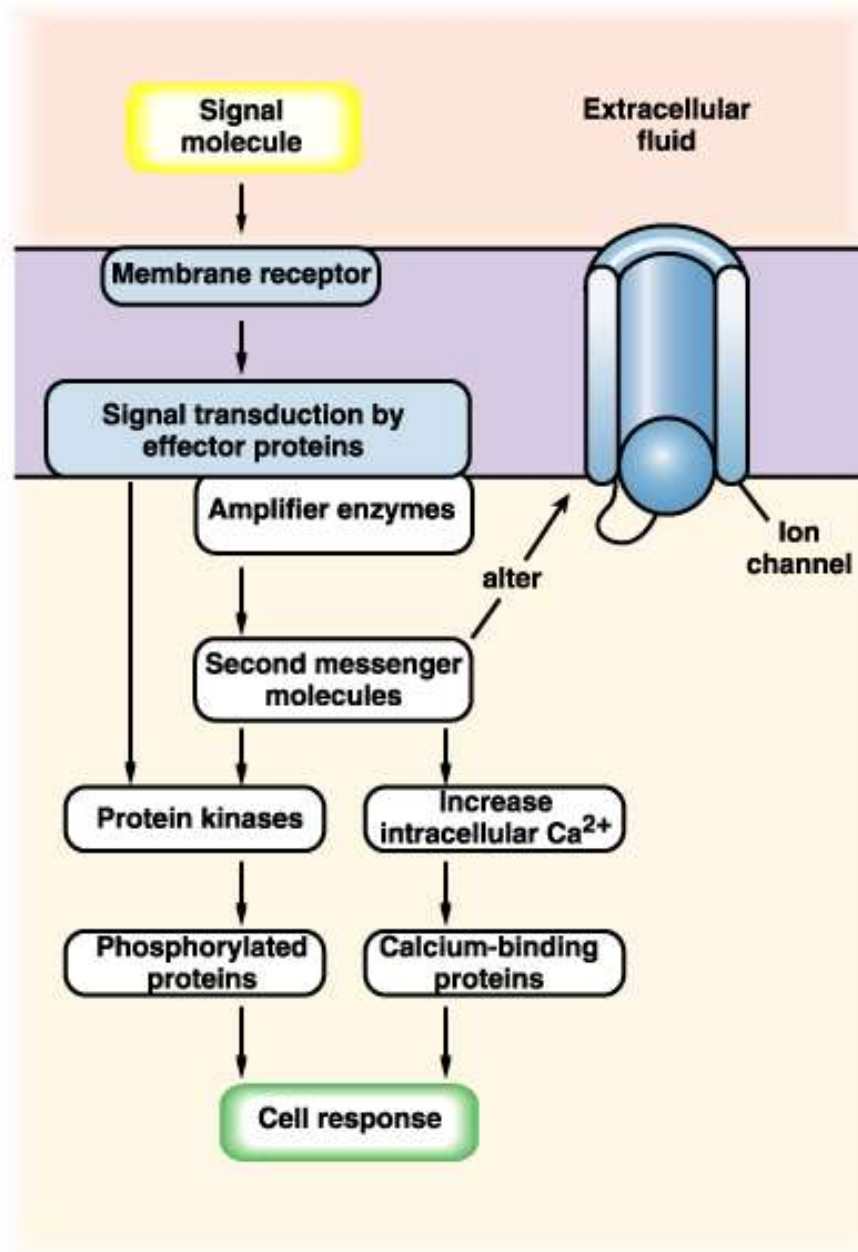 Signal
molecule
Extracellular
fluid
Membrane receptor
Signal transduction by
effector proteins
Amplifier enzymes
Ion
channel
alter
Second messenger
molecules
Protein kinases
Increase
intracellular Ca²⁺
Phosphorylated
proteins
Calcium-binding
proteins
Cell response